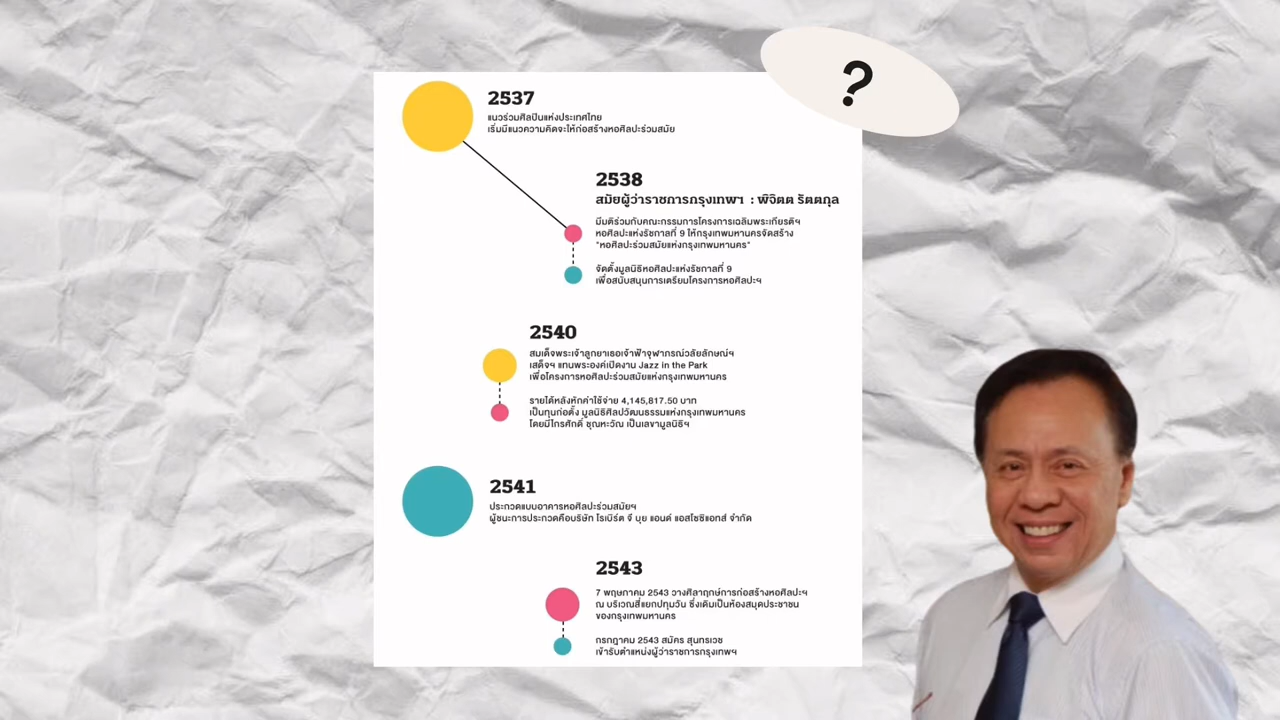 ?
2537
แนวร่วมศิลปินแห่งประเทศไทย
เริ่มมีแนวความคิดจะให้ก่อสร้างหอศิลปะร่วมสมัย
2538
สมัยผู้ว่าราชการกรุงเทพฯ : พิจิตต รัตตกุล
มีมติร่วมกับคณะกรรมการโครงการเฉลิมพระเกียรติฯ
หอศิลปะแห่งรัชกาลที่ 9 ให้กรุงเทพมหานครจัดสร้าง
"หอศิลปะร่วมสมัยแห่งกรุงเทพมหานคร"
จัดตั้งมูลนิธิหอศิลปะแห่งรัชกาลที่ 9
เพื่อสนับสนุนการเตรียมโครงการหอศิลปะฯ
2540
สมเด็จพระเจ้าลูกยาเธอเจ้าฟ้าจุฬาภรณ์วลัยลักษณ์ฯ
เสด็จฯ แทนพระองค์เปิดงาน Jazz in the Park
เพื่อโครงการหอศิลปะร่วมสมัยแห่งกรุงเทพมหานคร
รายได้หลังหักค่าใช้จ่าย 4,145,817.50 บาท
เป็นทุนก่อตั้ง มูลนิธิศิลปวัฒนธรรมแห่งกรุงเทพมหานคร
โดยมีไกรศักดิ์ ชุณหะวัณ เป็นเลขามูลนิธิฯ
2541
ประกวดแบบอาคารหอศิลปะร่วมสมัยฯ
ผู้ชนะการประกวดคือบริษัท โรเบิร์ต จี บุย แอนด์ แอสโซซิแอทส์ จำกัด
2543
7 พฤษภาคม 2543 วางศิลาฤกษ์การก่อสร้างหอศิลปะฯ
ณ บริเวณสี่แยกปทุมวัน ซึ่งเดิมเป็นห้องสมุดประชาชน
ของกรุงเทพมหานคร
กรกฎาคม 2543 สมัคร สุนทรเวช
เข้ารับตำแหน่งผู้ว่าราชการกรุงเทพฯ